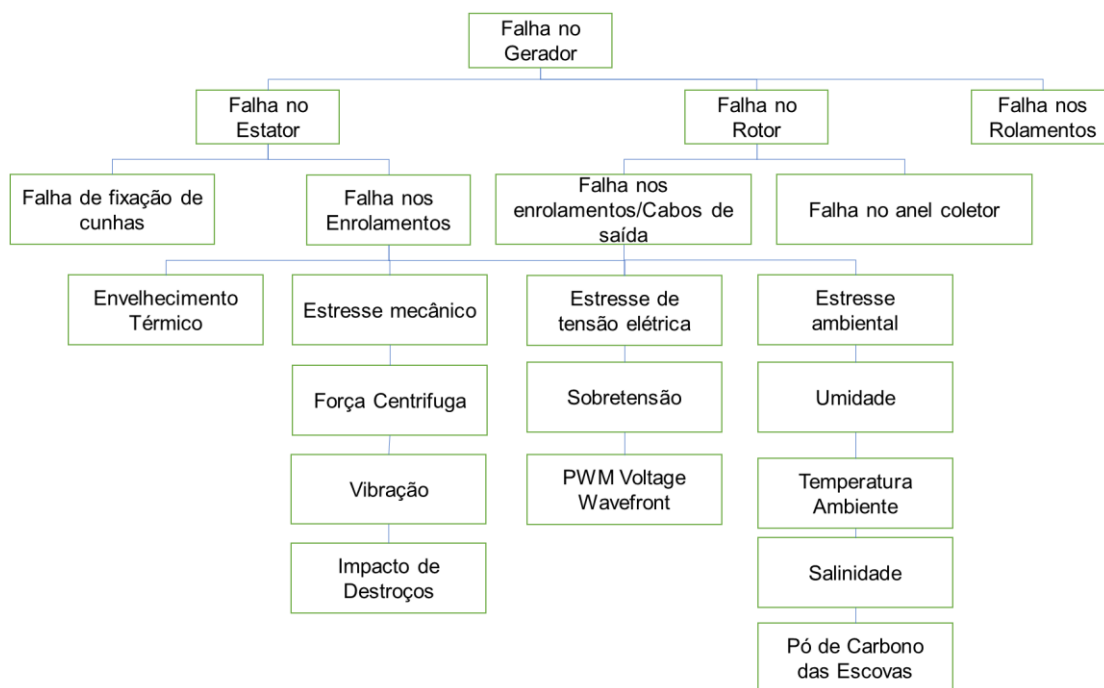 Falha no
Gerador
Falha no
Estator
Falha no
Rotor
Falha nos
Rolamentos
Falha de fixação de
cunhas
Falha nos
Enrolamentos
Falha nos
enrolamentos/Cabos de
saída
Falha no anel coletor
Envelhecimento
Térmico
Estresse mecânico
Estresse de
tensão elétrica
Estresse
ambiental
Força Centrifuga
Sobretensão
Umidade
Vibração
PWM Voltage
Wavefront
Temperatura
Ambiente
Impacto de
Destroços
Salinidade
Pó de Carbono
das Escovas